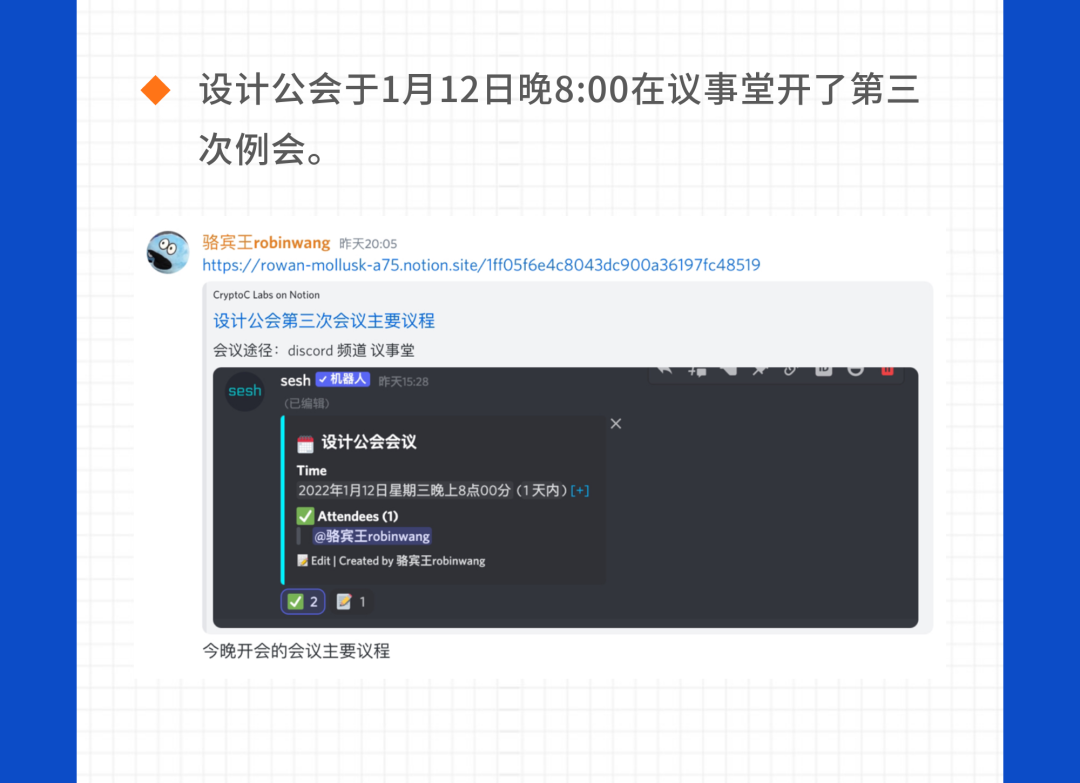 设计公会于1月12日晚8:00在议事堂开了第三
次例会。
骆宾王robinwang 昨天20:05
https://rowan-mollusk-a75.notion.site/1ff05f6e4c8043dc900a36197fc48519
CryptoC Labs on Notion
设计公会第三次会议主要议程
会议途径：discord 频道 议事堂
sesh
sesh ✓机器人 昨天15:28
(已编辑)
设计公会会议
Time
2022年1月12日星期三晚上8点00分 (1 天内) [+]
✅ Attendees (1)
@骆宾王robinwang
📝 Edit | Created by 骆宾王robinwang
✅ 2 📝 1
今晚开会的会议主要议程